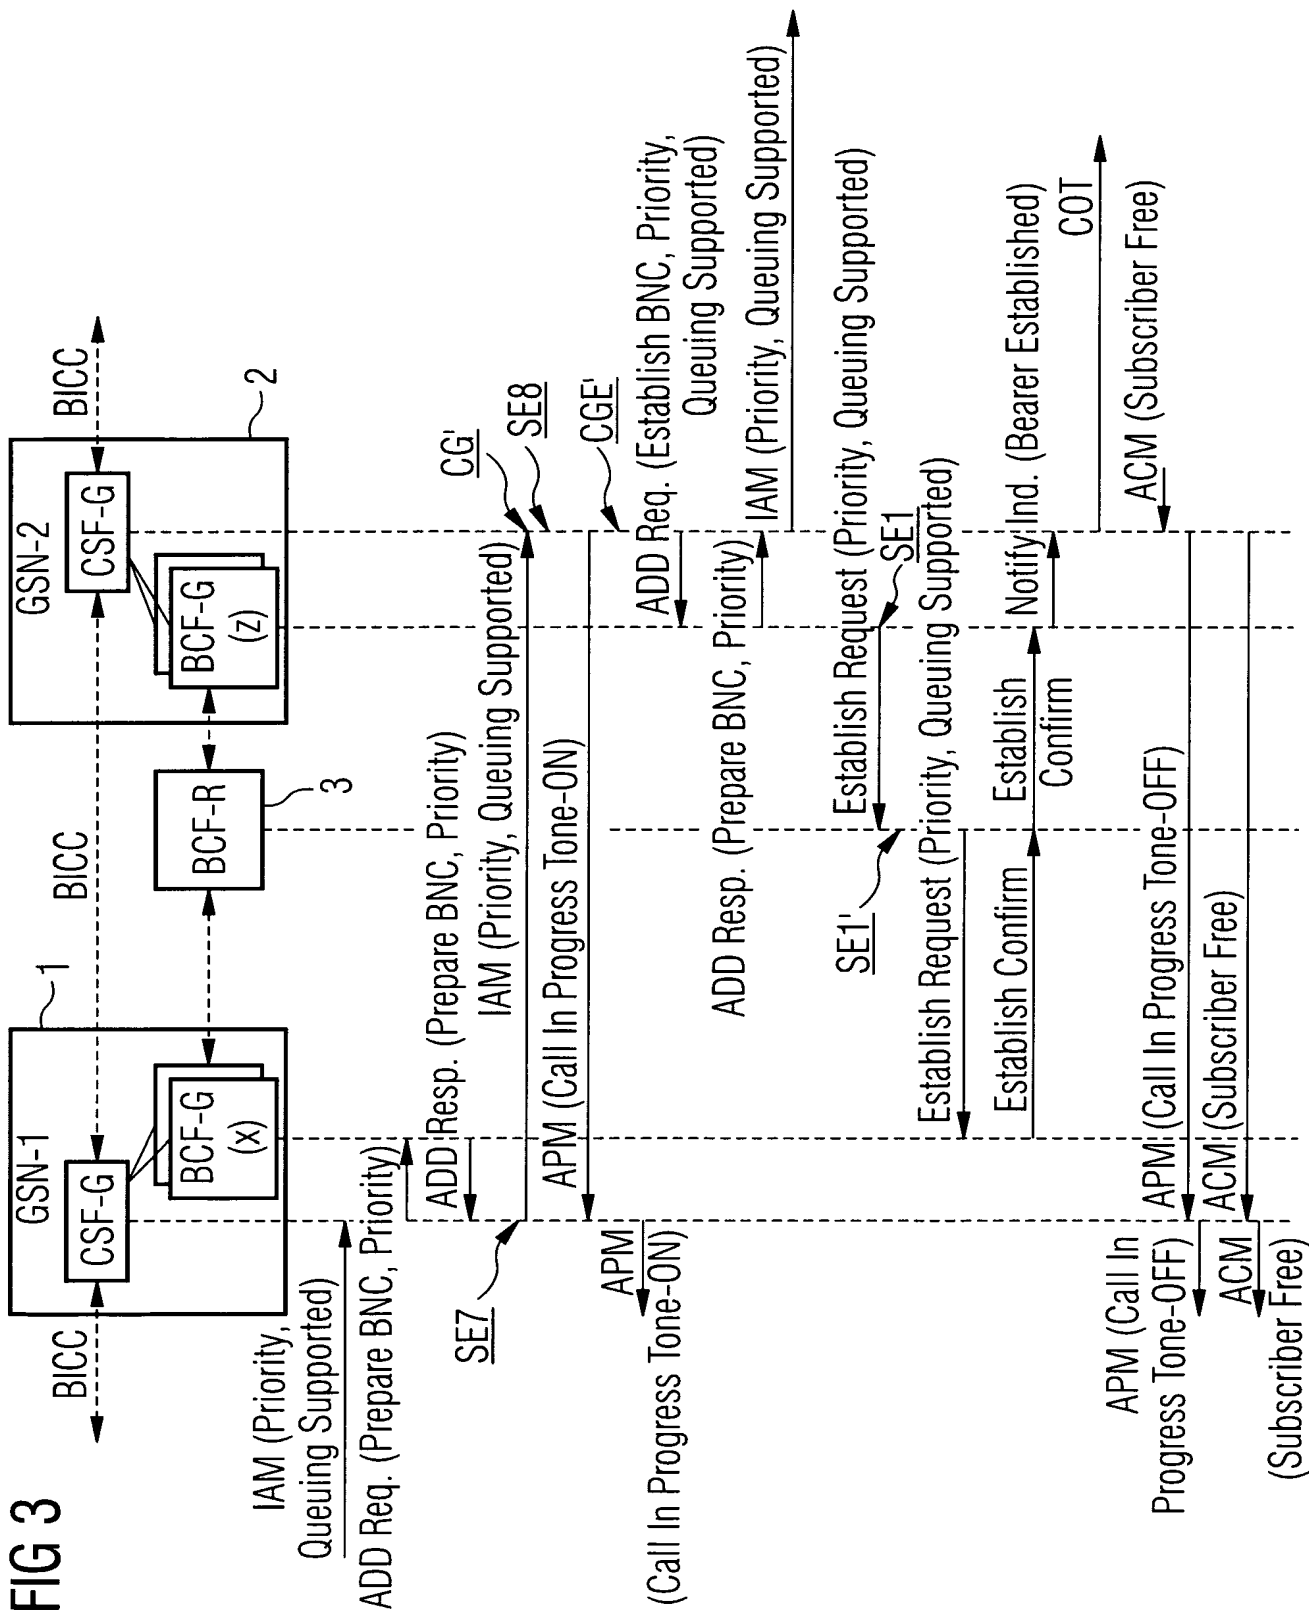 FIG 3
GSN-1
1
GSN-2
2
BICC
CSF-G
BICC
CSF-G
BICC
BCF-G
(x)
BCF-R
3
BCF-G
(z)
IAM (Priority,
Queuing Supported)
ADD Req. (Prepare BNC, Priority)
ADD Resp. (Prepare BNC, Priority)
SE7
IAM (Priority, Queuing Supported)
CG'
SE8
APM (Call In Progress Tone-ON)
CGE'
APM
(Call In Progress Tone-ON)
ADD Req. (Establish BNC, Priority,
Queuing Supported)
ADD Resp. (Prepare BNC, Priority)
IAM (Priority, Queuing Supported)
Establish Request (Priority, Queuing Supported)
SE1
SE1'
Establish Request (Priority, Queuing Supported)
Establish Confirm
Establish
Confirm
Notify Ind. (Bearer Established)
COT
ACM (Subscriber Free)
APM (Call In Progress Tone-OFF)
APM (Call In
Progress Tone-OFF)
ACM (Subscriber Free)
ACM
(Subscriber Free)